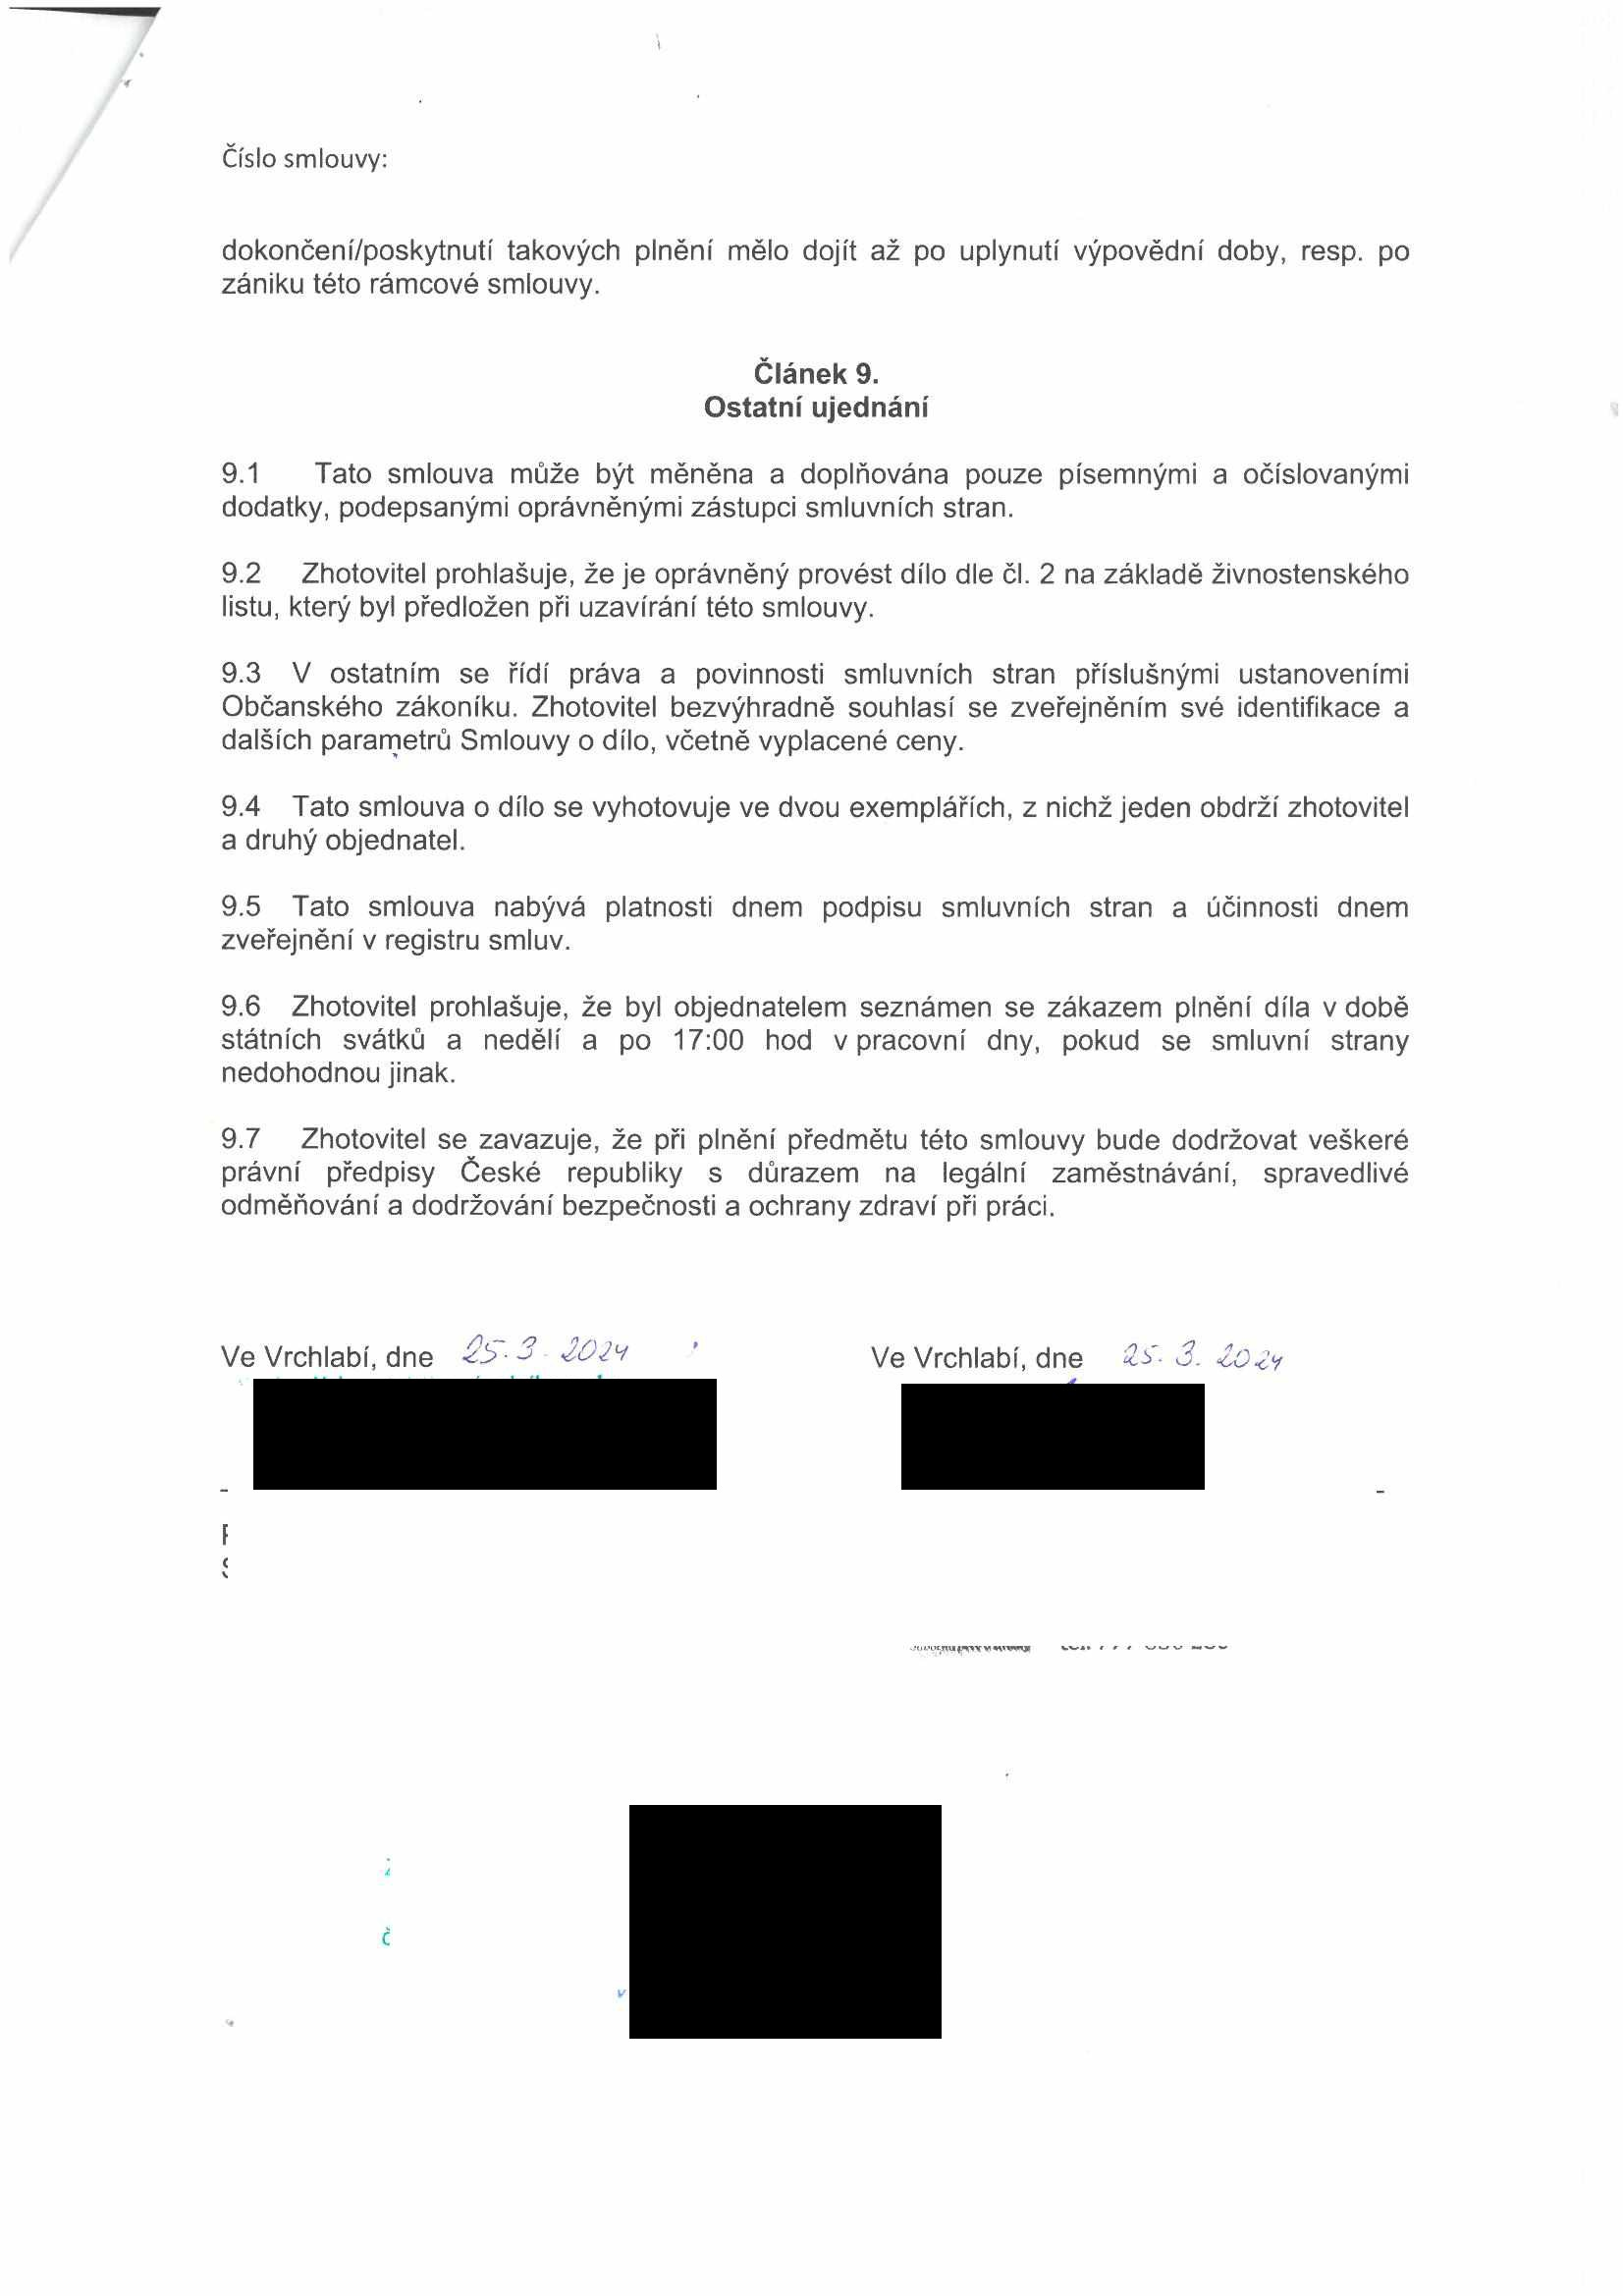 Číslo smlouvy:
dokončení/poskytnutí takových plnění mělo dojít až po uplynutí výpovědní doby, resp. po
zániku této rámcové smlouvy.
Článek 9.
Ostatní ujednání
9.1 Tato smlouva může být měněna a doplňována pouze písemnými a očíslovanými
dodatky, podepsanými oprávněnými zástupci smluvních stran.
9.2 Zhotovitel prohlašuje, že je oprávněný provést dílo dle čl. 2 na základě živnostenského
listu, který byl předložen při uzavírání této smlouvy.
9.3 V ostatním se řídí práva a povinnosti smluvních stran příslušnými ustanoveními
Občanského zákoníku. Zhotovitel bezvýhradně souhlasí se zveřejněním své identifikace a
dalších parametrů Smlouvy o dílo, včetně vyplacené ceny.
9.4 Tato smlouva o dílo se vyhotovuje ve dvou exemplářích, z nichž jeden obdrží zhotovitel
a druhý objednatel.
9.5 Tato smlouva nabývá platnosti dnem podpisu smluvních stran a účinnosti dnem
zveřejnění v registru smluv.
9.6 Zhotovitel prohlašuje, že byl objednatelem seznámen se zákazem plnění díla v době
státních svátků a nedělí a po 17:00 hod v pracovní dny, pokud se smluvní strany
nedohodnou jinak.
9.7 Zhotovitel se zavazuje, že při plnění předmětu této smlouvy bude dodržovat veškeré
právní předpisy České republiky s důrazem na legální zaměstnávání, spravedlivé
odměňování a dodržování bezpečnosti a ochrany zdraví při práci.
Ve Vrchlabí, dne 25. 3. 2024
Ve Vrchlabí, dne 25. 3. 2024